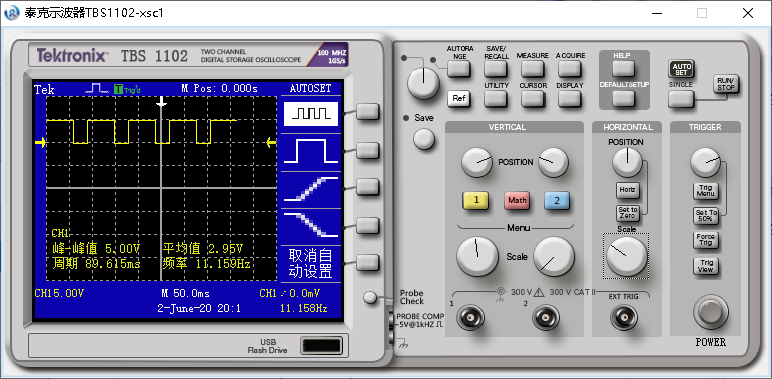 泰克示波器TBS1102-xsc1
Tektronix TBS 1102
TWO CHANNEL
DIGITAL STORAGE OSCILLOSCOPE
100 MHZ
1GS/s
Tek
T Trig'd
M Pos: 0.000s
AUTOSET
CH1
峰-峰值 5.00V
平均值 2.95V
周期 89.615ms
频率 11.159Hz
取消自
动设置
CH15.00V
M 50.0ms
CH1
0.0mV
2-June-20 20:1
11.158Hz
USB
Flash Drive
AUTORA
NGE
SAVE/
RECALL
MEASURE
ACQUIRE
Ref
UTILITY
CURSOR
DISPLAY
HELP
DEFAULTSETUP
AUTO
SET
SINGLE
RUN/
STOP
Save
VERTICAL
HORIZONTAL
TRIGGER
POSITION
POSITION
1
Math
2
Horiz
Set to
Zero
Trig
Menu
Set To
50%
Force
Trig
Trig
View
Menu
Scale
Scale
Probe
Check
PROBE COMP
~5V@1kHZ
1
300 V
2
300 V CAT II
EXT TRIG
POWER